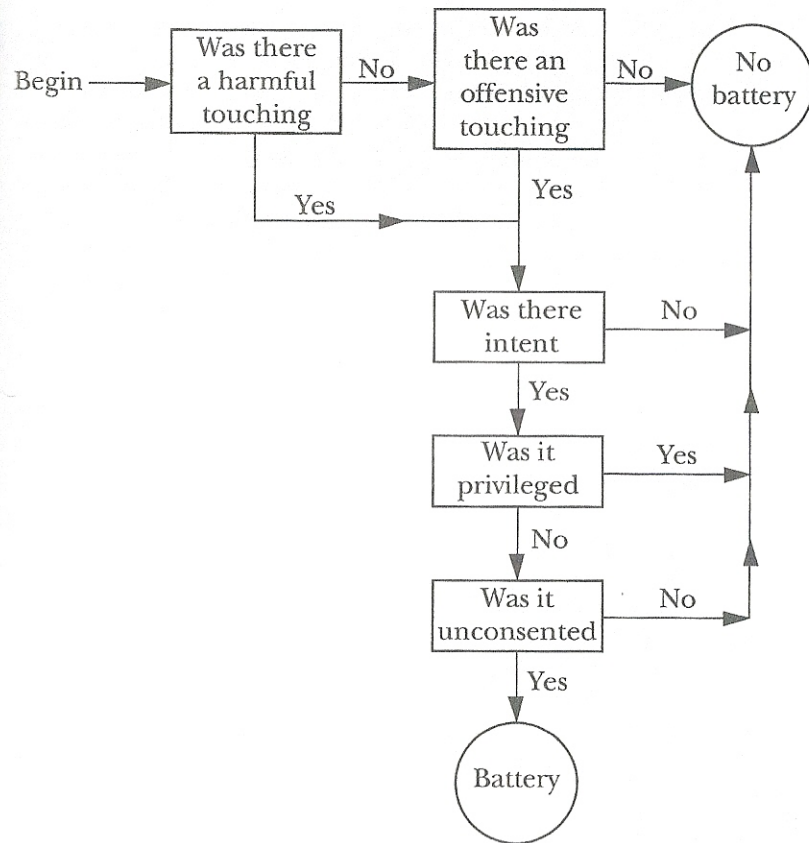 Begin
Was there
a harmful
touching
No
Was
there an
offensive
touching
No
No
battery
Yes
Yes
Was there
intent
No
Yes
Was it
privileged
Yes
No
Was it
unconsented
No
Yes
Battery